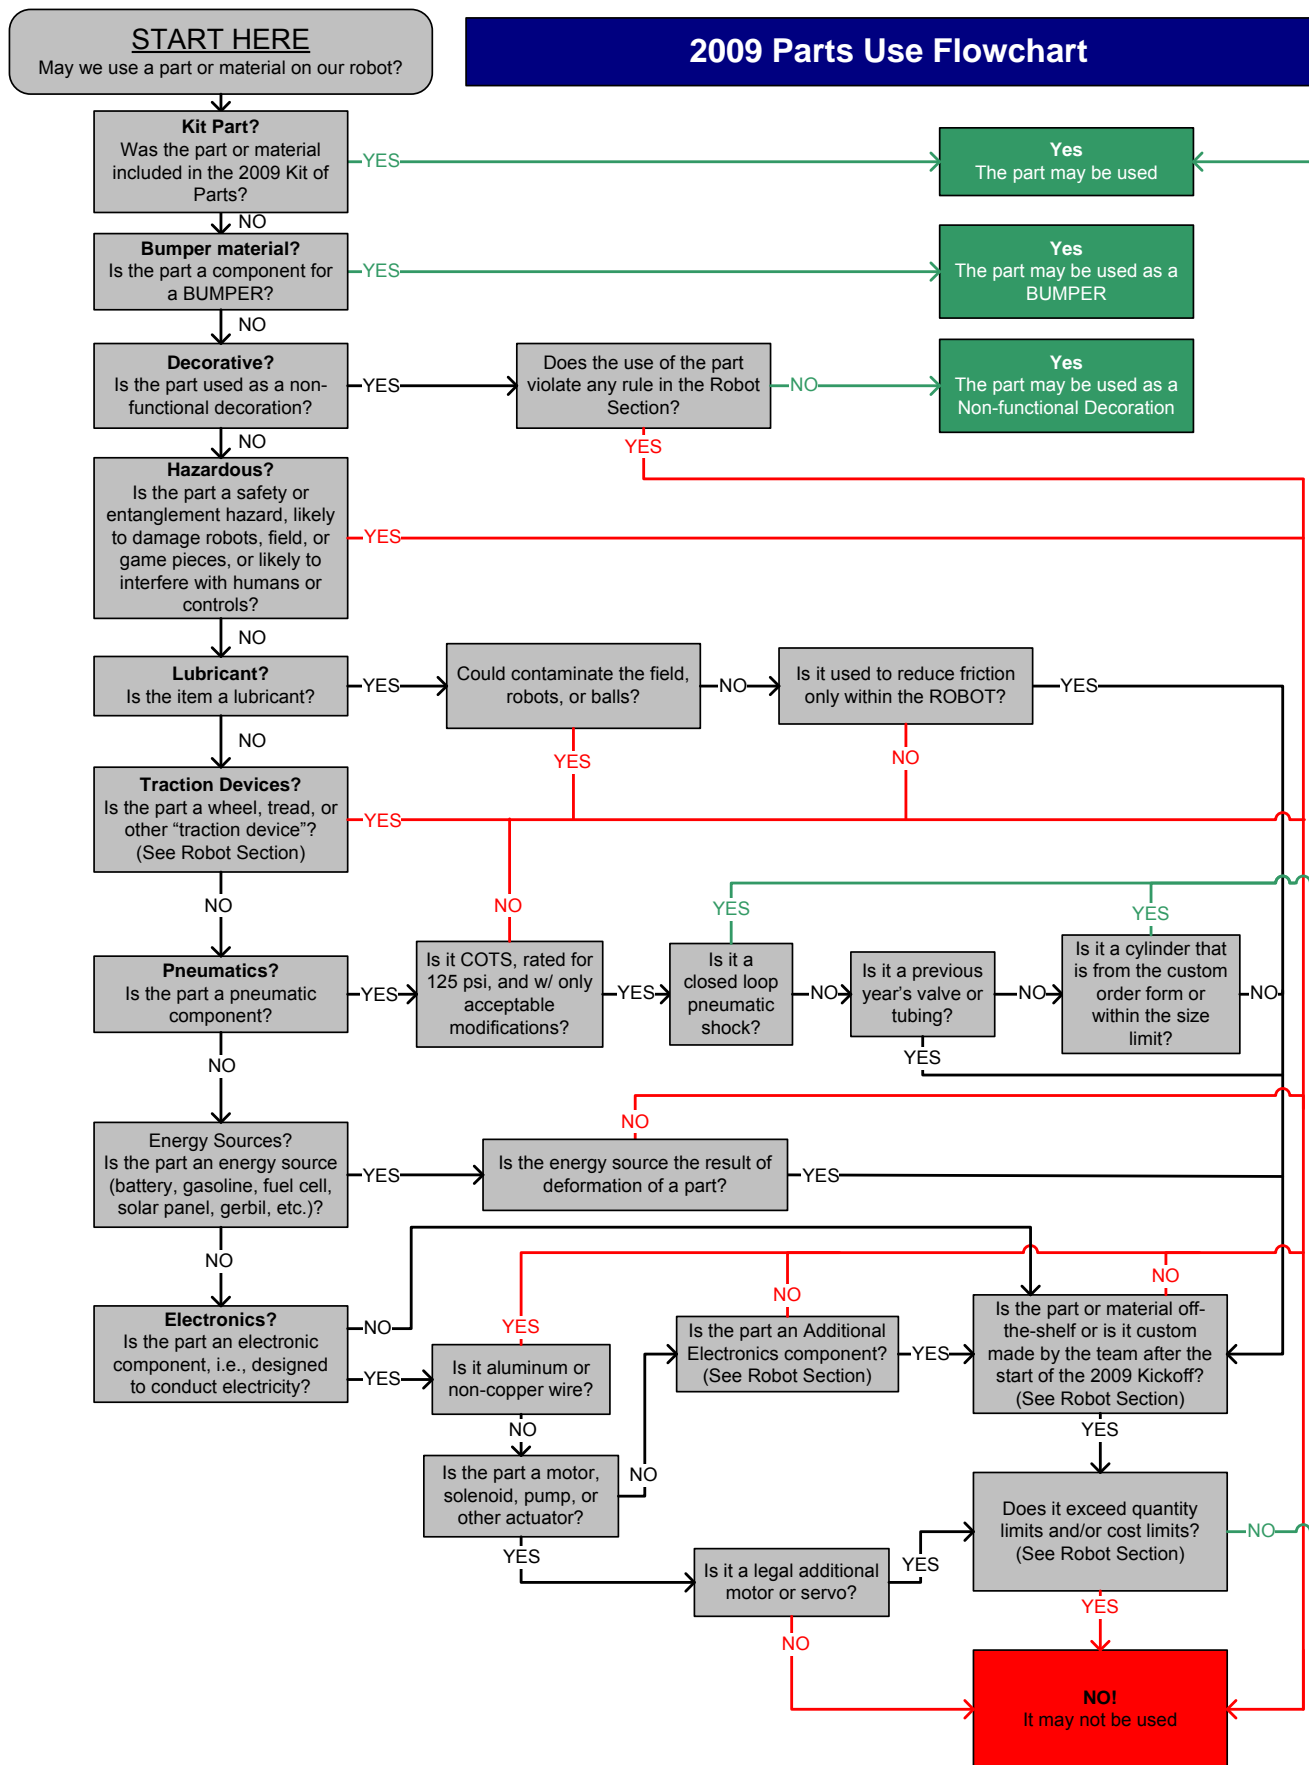 START HERE
May we use a part or material on our robot?
2009 Parts Use Flowchart
Kit Part?
Was the part or material
included in the 2009 Kit of
Parts?
YES
Yes
The part may be used
NO
Bumper material?
Is the part a component for
a BUMPER?
YES
Yes
The part may be used as a
BUMPER
NO
Decorative?
Is the part used as a non-
functional decoration?
YES
Does the use of the part
violate any rule in the Robot
Section?
NO
Yes
The part may be used as a
Non-functional Decoration
YES
NO
Hazardous?
Is the part a safety or
entanglement hazard, likely
to damage robots, field, or
game pieces, or likely to
interfere with humans or
controls?
YES
NO
Lubricant?
Is the item a lubricant?
YES
Could contaminate the field,
robots, or balls?
NO
Is it used to reduce friction
only within the ROBOT?
YES
YES
NO
NO
Traction Devices?
Is the part a wheel, tread, or
other “traction device”?
(See Robot Section)
YES
NO
NO
YES
YES
Pneumatics?
Is the part a pneumatic
component?
YES
Is it COTS, rated for
125 psi, and w/ only
acceptable
modifications?
YES
Is it a
closed loop
pneumatic
shock?
NO
Is it a previous
year’s valve or
tubing?
NO
Is it a cylinder that
is from the custom
order form or
within the size
limit?
NO
YES
NO
NO
Energy Sources?
Is the part an energy source
(battery, gasoline, fuel cell,
solar panel, gerbil, etc.)?
YES
Is the energy source the result of
deformation of a part?
YES
NO
Electronics?
Is the part an electronic
component, i.e., designed
to conduct electricity?
NO
YES
YES
Is it aluminum or
non-copper wire?
NO
NO
Is the part an Additional
Electronics component?
(See Robot Section)
YES
NO
Is the part or material off-
the-shelf or is it custom
made by the team after the
start of the 2009 Kickoff?
(See Robot Section)
YES
Is the part a motor,
solenoid, pump, or
other actuator?
NO
YES
Is it a legal additional
motor or servo?
YES
Does it exceed quantity
limits and/or cost limits?
(See Robot Section)
NO
YES
NO
NO!
It may not be used